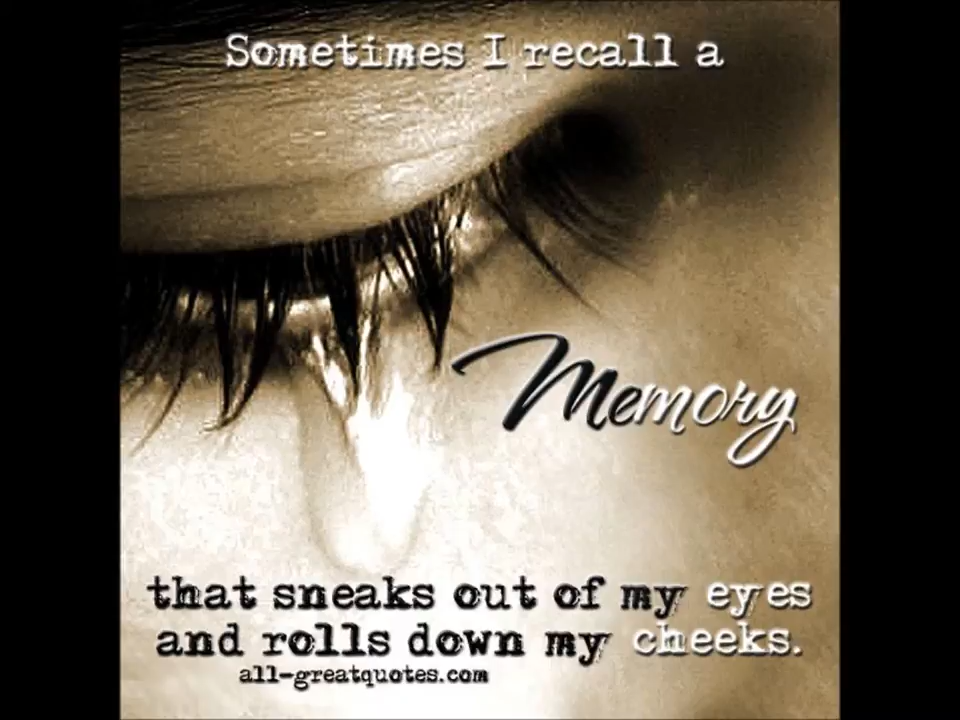 Sometimes I recall a
Memory
that sneaks out of my eyes
and rolls down my cheeks.
all-greatquotes.com